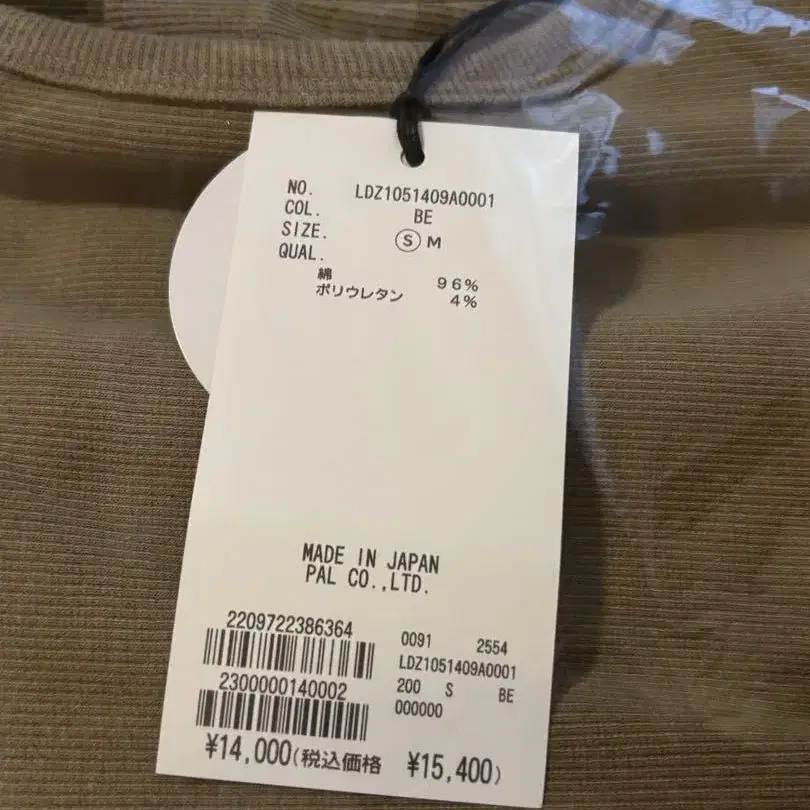 NO. LDZ1051409A0001
COL. BE
SIZE. Ⓢ M
QUAL.
綿 96%
ポリウレタン 4%
MADE IN JAPAN
PAL CO.,LTD.
2209722386364
2300000140002
0091 2554
LDZ1051409A0001
200 S BE
000000
¥14,000(税込価格 ¥15,400)